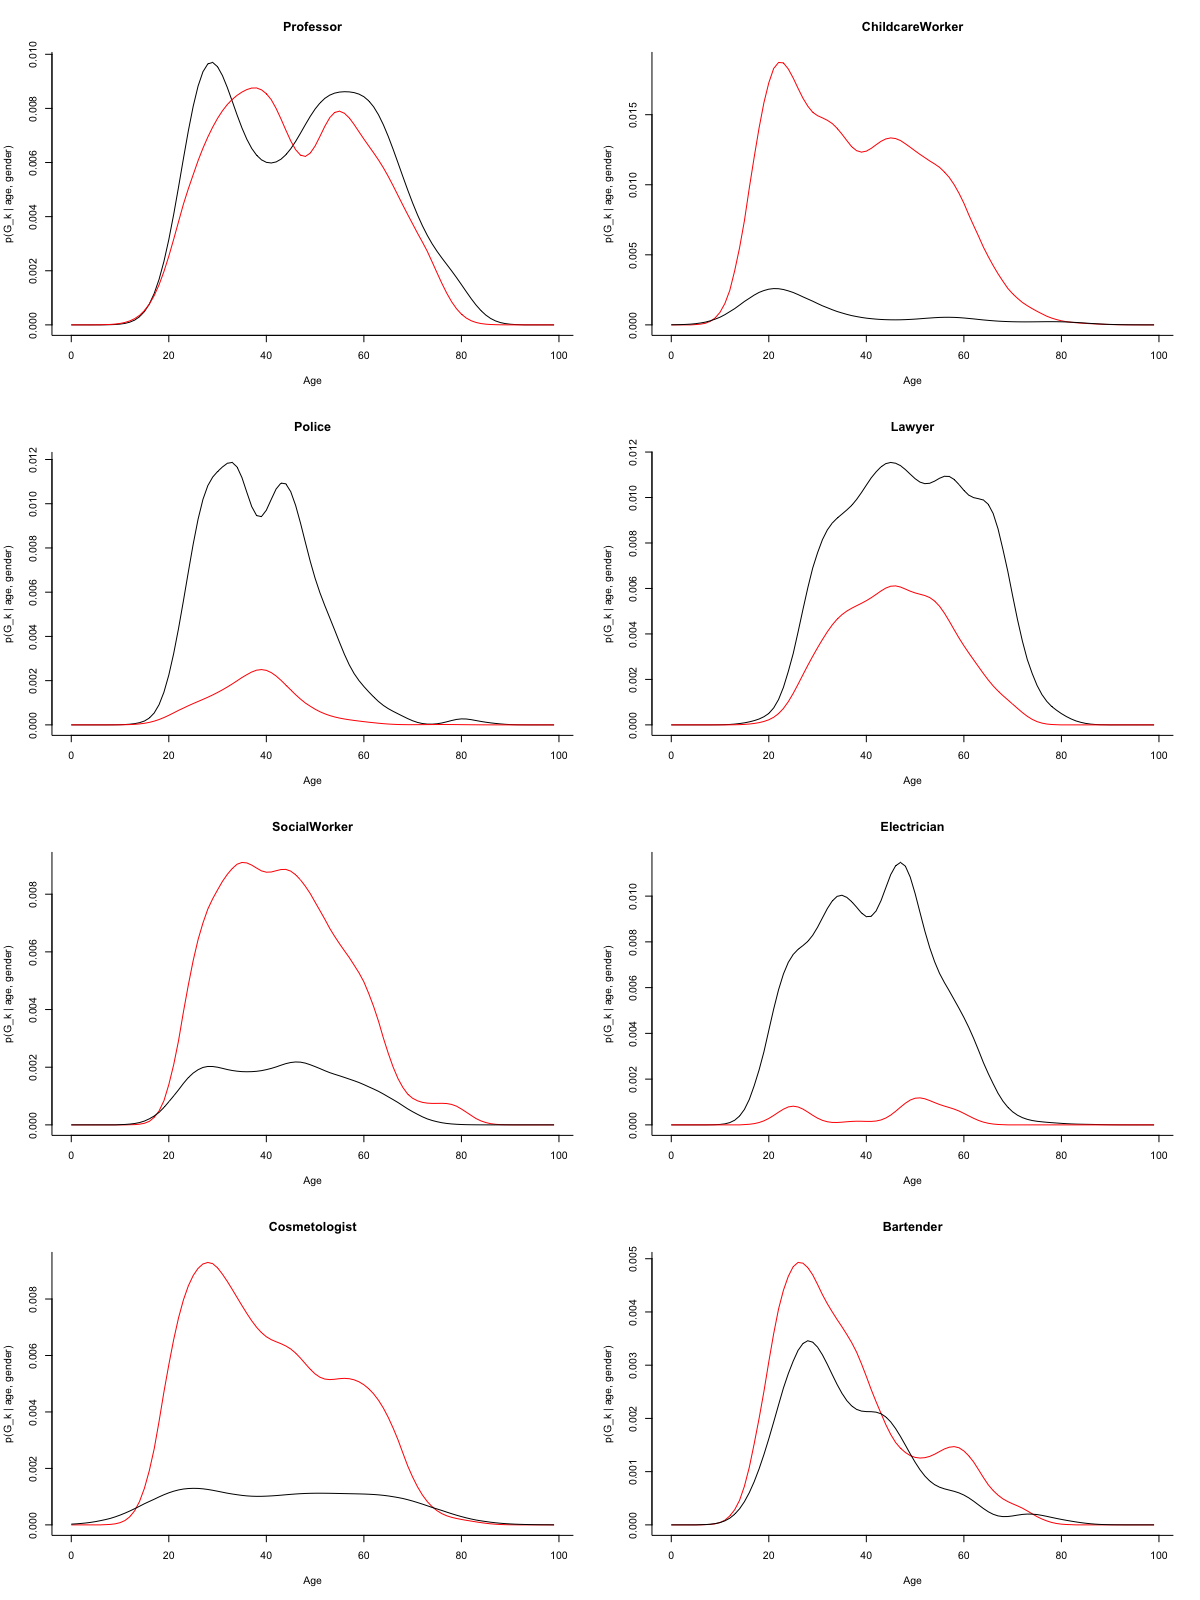 Professor
p(G_k | age, gender)
0.000 0.002 0.004 0.006 0.008 0.010
0 20 40 60 80 100
Age
ChildcareWorker
p(G_k | age, gender)
0.000 0.005 0.010 0.015
0 20 40 60 80 100
Age
Police
p(G_k | age, gender)
0.000 0.002 0.004 0.006 0.008 0.010 0.012
0 20 40 60 80 100
Age
Lawyer
p(G_k | age, gender)
0.000 0.002 0.004 0.006 0.008 0.010 0.012
0 20 40 60 80 100
Age
SocialWorker
p(G_k | age, gender)
0.000 0.002 0.004 0.006 0.008
0 20 40 60 80 100
Age
Electrician
p(G_k | age, gender)
0.000 0.002 0.004 0.006 0.008 0.010
0 20 40 60 80 100
Age
Cosmetologist
p(G_k | age, gender)
0.000 0.002 0.004 0.006 0.008
0 20 40 60 80 100
Age
Bartender
p(G_k | age, gender)
0.000 0.001 0.002 0.003 0.004 0.005
0 20 40 60 80 100
Age